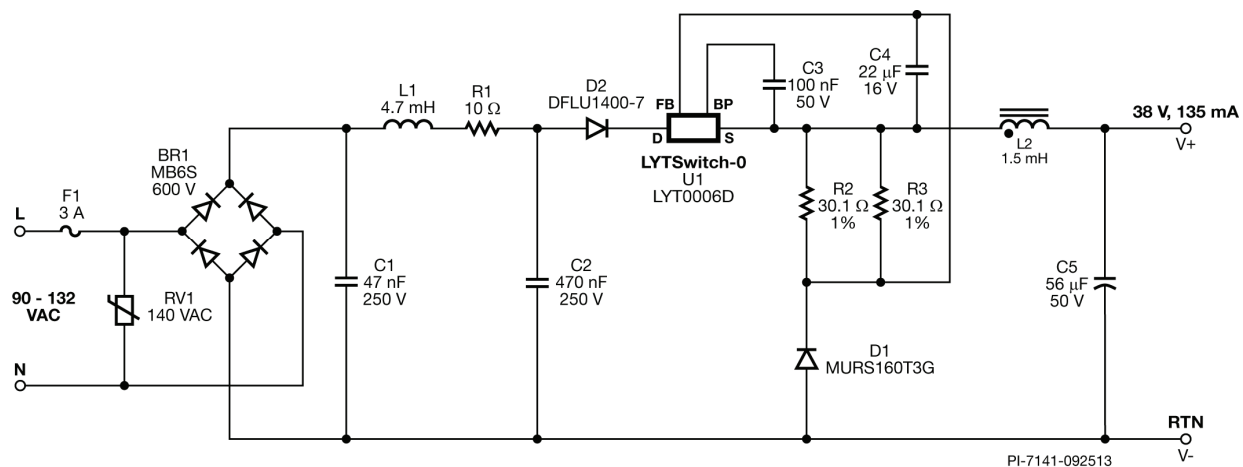 C4
22 µF
16 V
C3
100 nF
50 V
D2
DFLU1400-7
L1
4.7 mH
R1
10 Ω
FB
BP
D
S
LYTSwitch-0
U1
LYT0006D
38 V, 135 mA
V+
L2
1.5 mH
BR1
MB6S
600 V
F1
3 A
L
R2
30.1 Ω
1%
R3
30.1 Ω
1%
C1
47 nF
250 V
C2
470 nF
250 V
C5
56 µF
50 V
90 - 132
VAC
RV1
140 VAC
D1
MURS160T3G
N
RTN
V-
PI-7141-092513